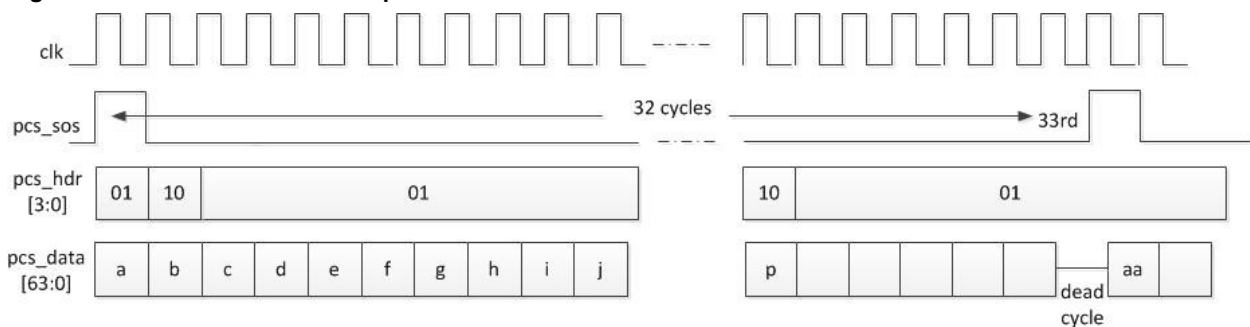 clk
pcs_sos
32 cycles
33rd
pcs_hdr
[3:0]
01
10
01
10
01
pcs_data
[63:0]
a
b
c
d
e
f
g
h
i
j
p
dead
cycle
aa